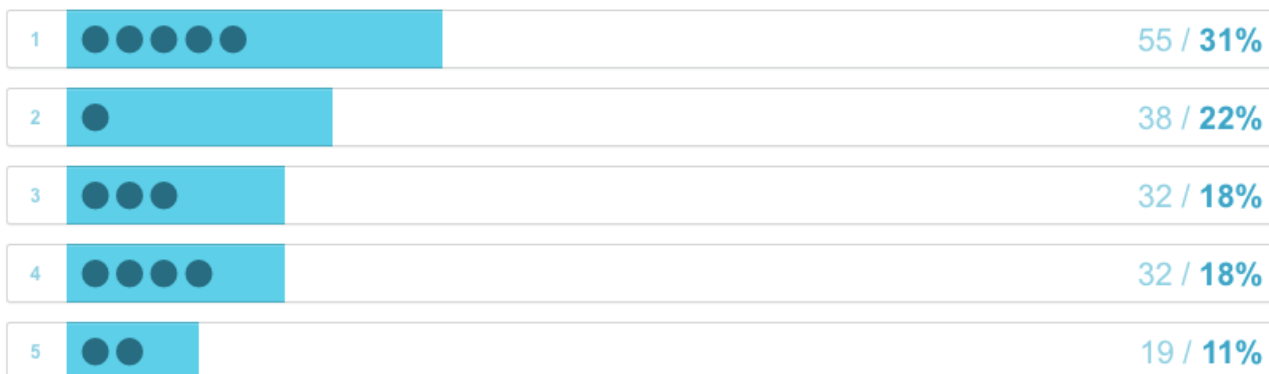 1 ●●●●● 55 / 31%
2 ● 38 / 22%
3 ●●● 32 / 18%
4 ●●●● 32 / 18%
5 ●● 19 / 11%